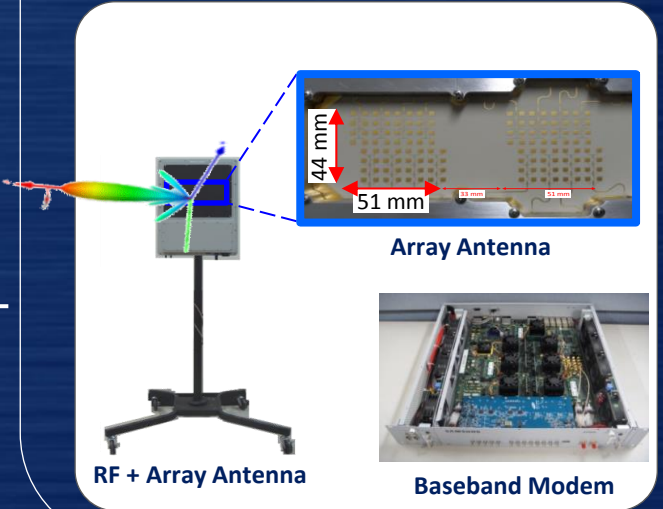 44 mm
51 mm
33 mm
51 mm
Array Antenna
RF + Array Antenna
Baseband Modem